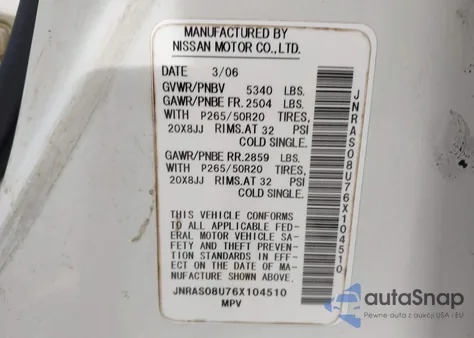 MANUFACTURED BY
NISSAN MOTOR CO., LTD.
DATE 3/06
GVWR/PNBV 5340 LBS.
GAWR/PNBE FR. 2504 LBS.
WITH P265/50R20 TIRES,
20X8JJ RIMS.AT 32 PSI
COLD SINGLE.
GAWR/PNBE RR. 2859 LBS.
WITH P265/50R20 TIRES,
20X8JJ RIMS.AT 32 PSI
COLD SINGLE.
THIS VEHICLE CONFORMS
TO ALL APPLICABLE FED-
ERAL MOTOR VEHICLE SA-
FETY AND THEFT PREVEN-
TION STANDARDS IN EFF-
ECT ON THE DATE OF MA-
NUFACTURE SHOWN ABOVE.
JNRAS08U76X104510
MPV
JNRAS08U76X104510
autoSnap
Pewne auta z USA i EU